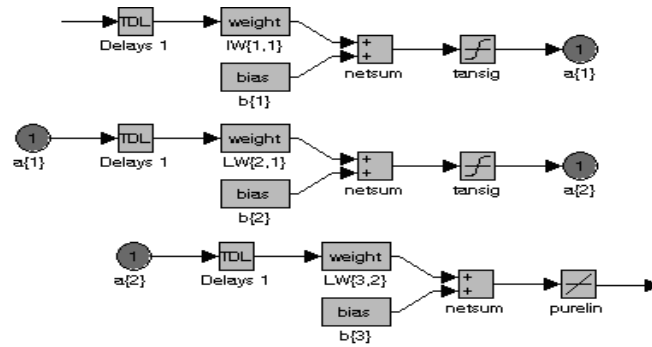 TDL weight
Delays 1 IW{1,1} + + netsum tansig 1
bias a{1}
b{1}
1 TDL weight
a{1} Delays 1 LW{2,1} + + netsum tansig 1
bias a{2}
b{2}
1 TDL weight
a{2} Delays 1 LW{3,2} + +
bias netsum purelin
b{3}